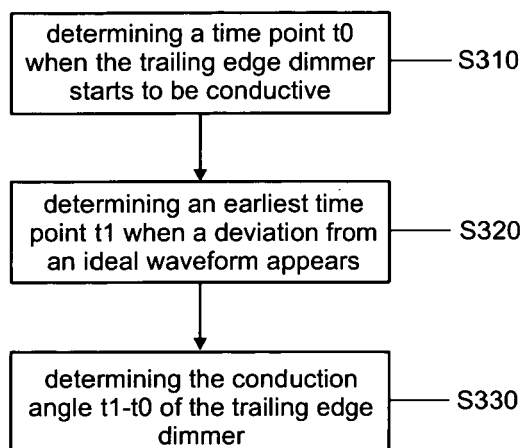 determining a time point t0
when the trailing edge dimmer
starts to be conductive
S310
determining an earliest time
point t1 when a deviation from
an ideal waveform appears
S320
determining the conduction
angle t1-t0 of the trailing edge
dimmer
S330